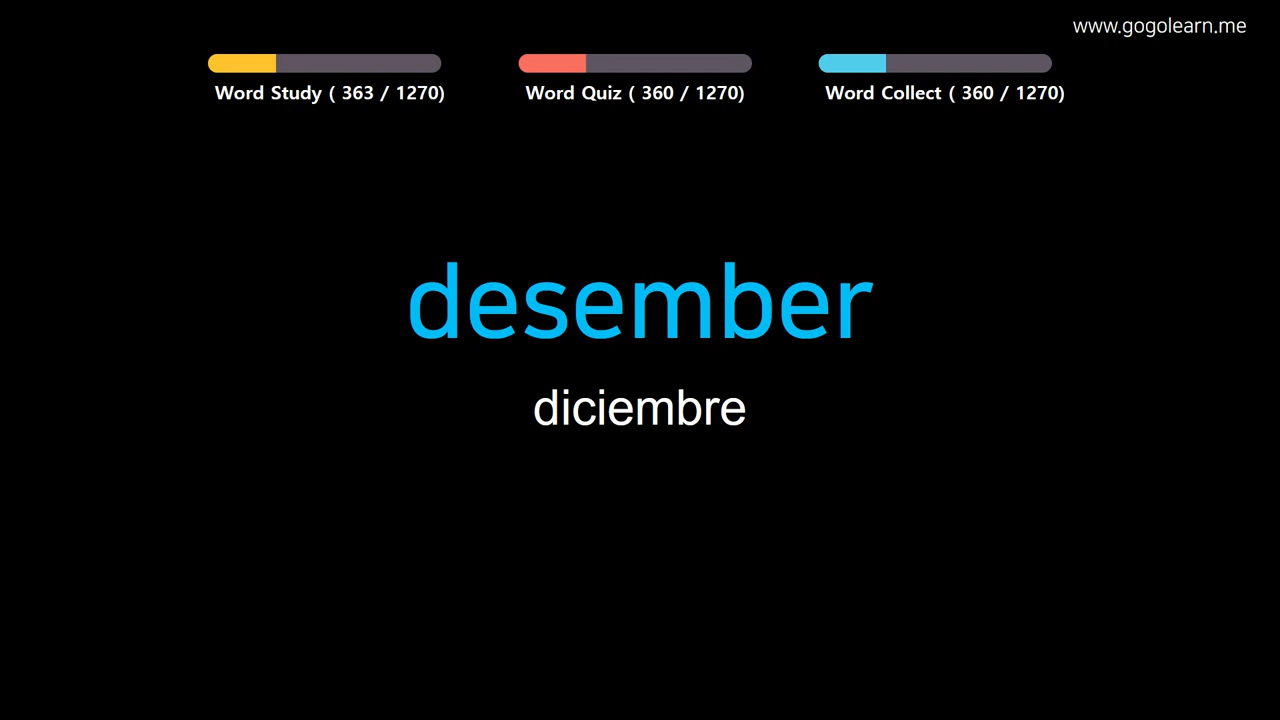 www.gogolearn.me
Word Study ( 363 / 1270)
Word Quiz ( 360 / 1270)
Word Collect ( 360 / 1270)
desember
diciembre